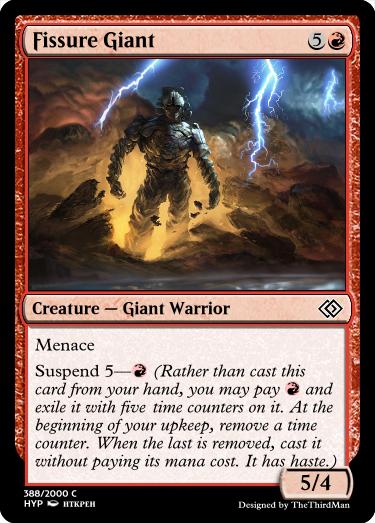 Fissure Giant 5
Creature — Giant Warrior
Menace
Suspend 5— (Rather than cast this
card from your hand, you may pay and
exile it with five time counters on it. At the
beginning of your upkeep, remove a time
counter. When the last is removed, cast it
without paying its mana cost. It has haste.)
5/4
388/2000 C
HYP HTKPEH Designed by TheThirdMan